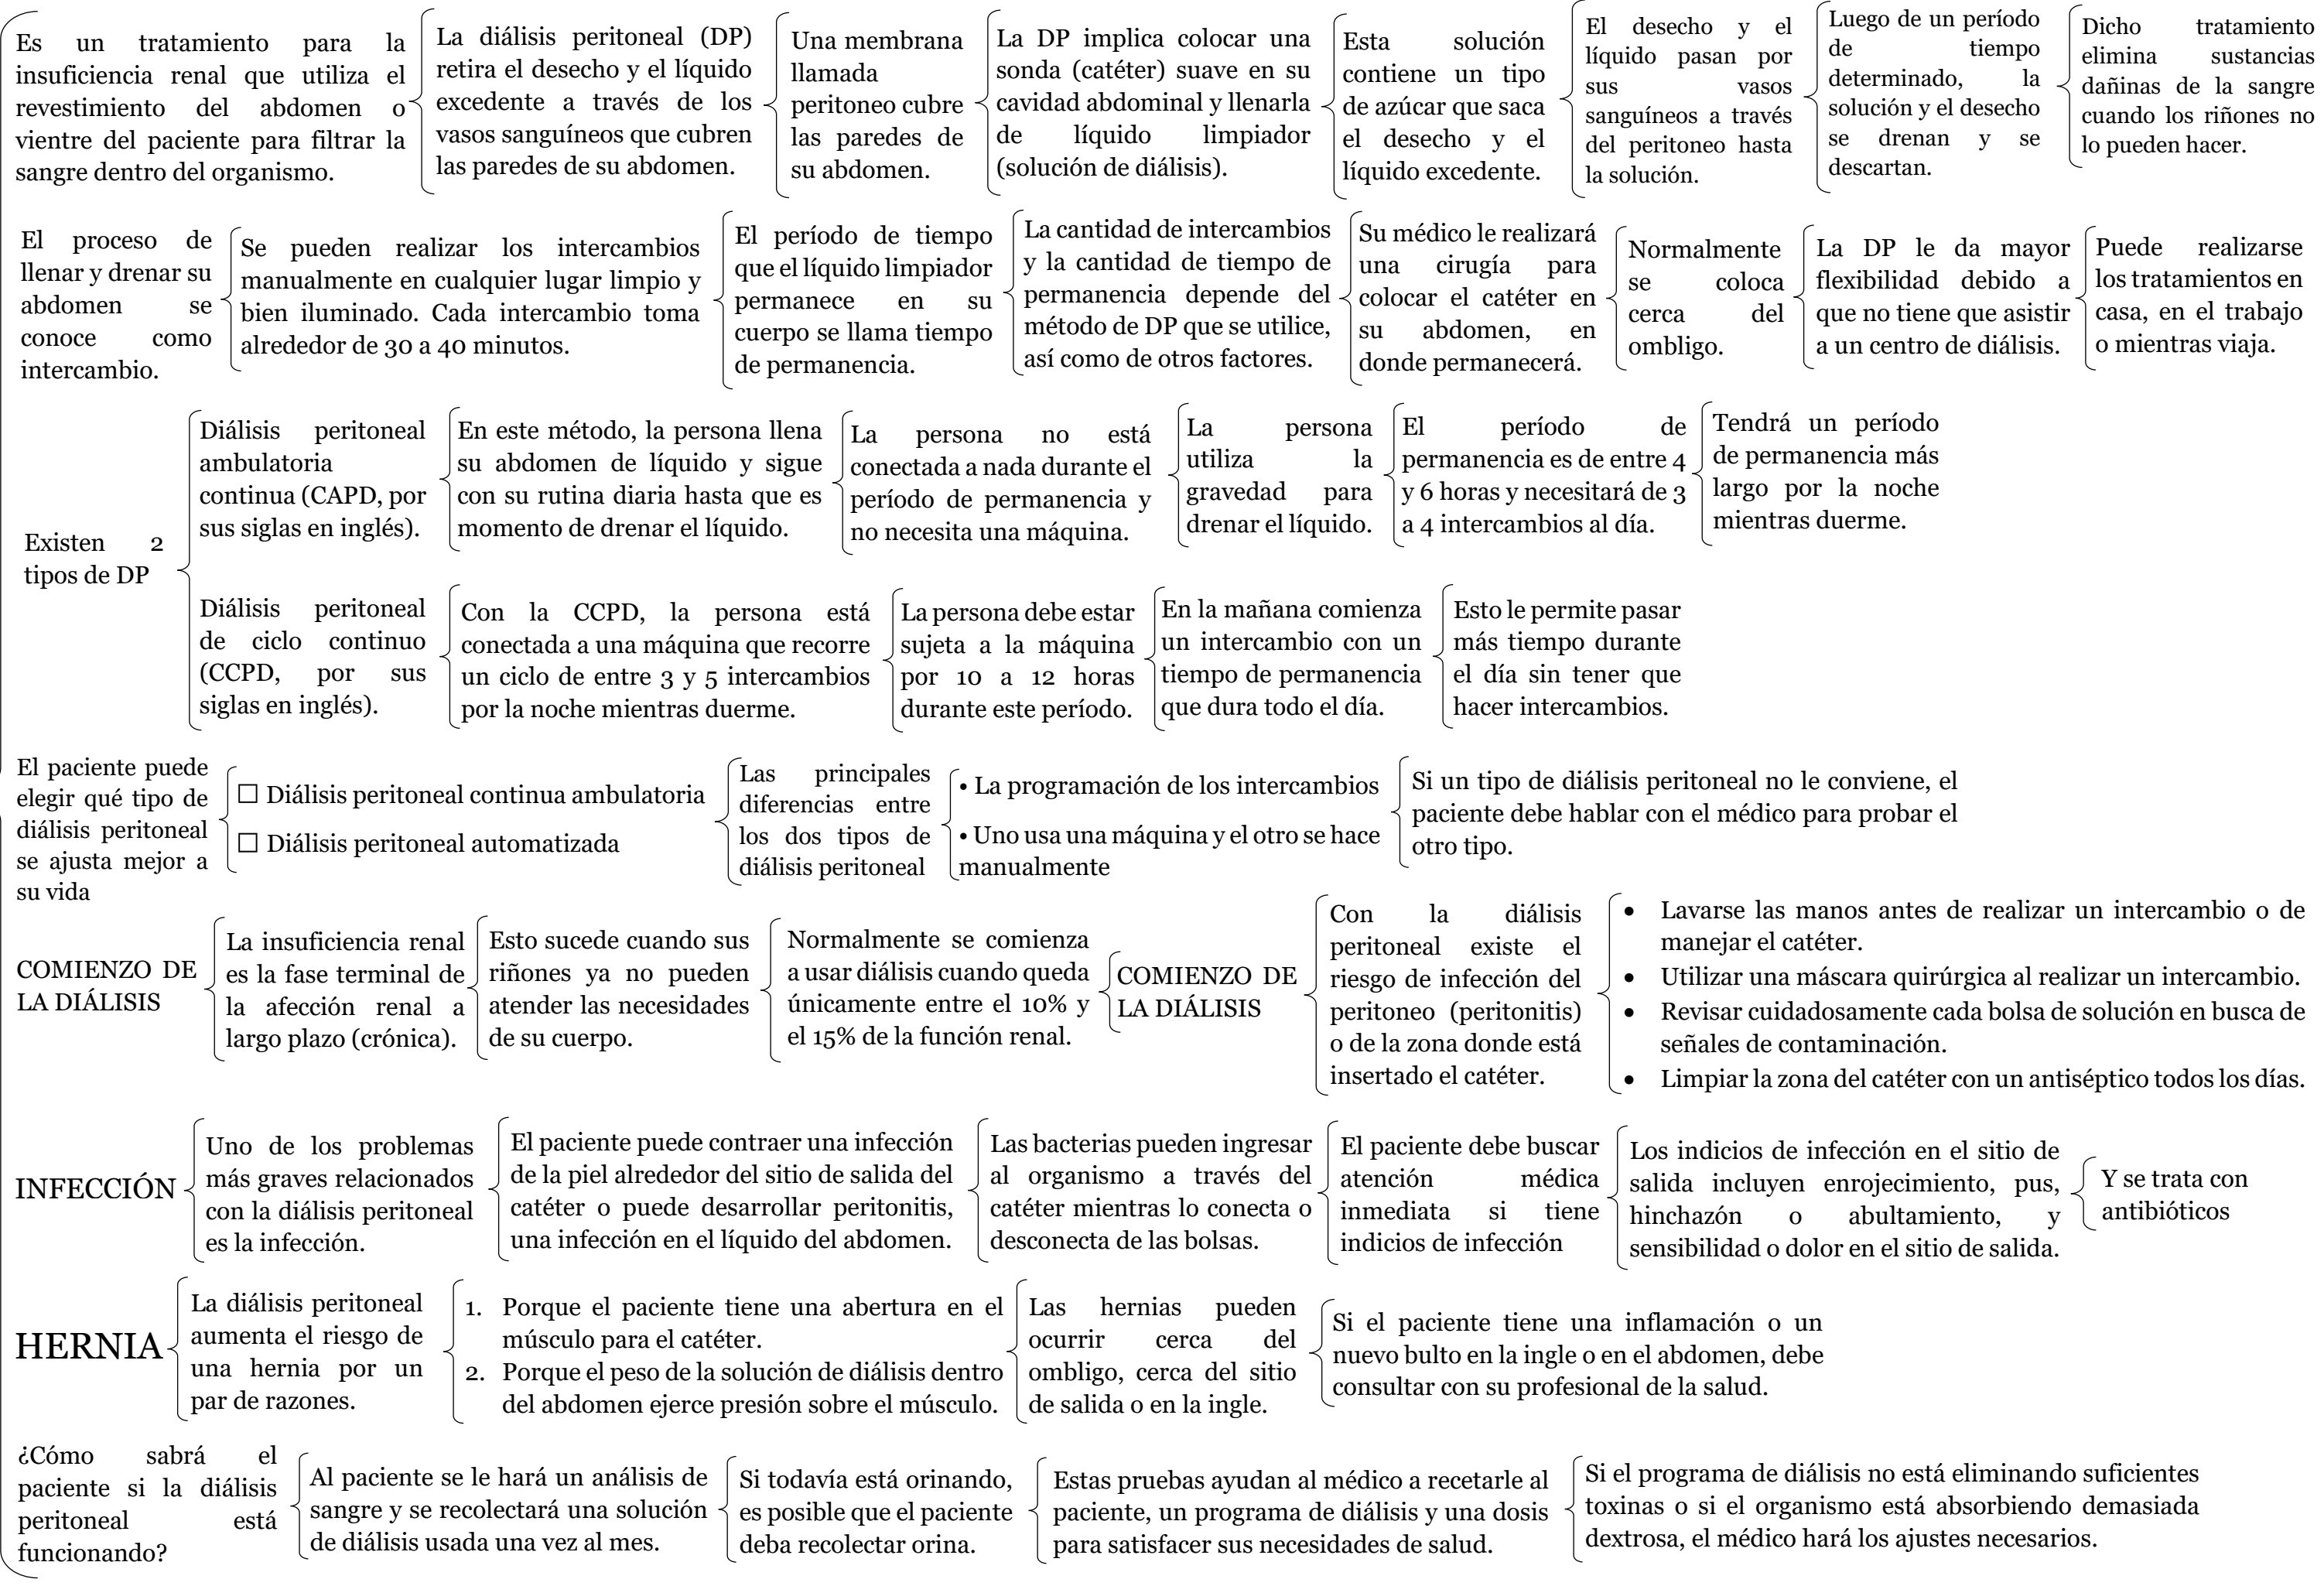 Es un tratamiento para la
insuficiencia renal que utiliza el
revestimiento del abdomen o
vientre del paciente para filtrar la
sangre dentro del organismo.
La diálisis peritoneal (DP)
retira el desecho y el líquido
excedente a través de los
vasos sanguíneos que cubren
las paredes de su abdomen.
Una membrana
llamada
peritoneo cubre
las paredes de
su abdomen.
La DP implica colocar una
sonda (catéter) suave en su
cavidad abdominal y llenarla
de líquido limpiador
(solución de diálisis).
Esta solución
contiene un tipo
de azúcar que saca
el desecho y el
líquido excedente.
El desecho y el
líquido pasan por
sus vasos
sanguíneos a través
del peritoneo hasta
la solución.
Luego de un período
de tiempo
determinado, la
solución y el desecho
se drenan y se
descartan.
Dicho tratamiento
elimina sustancias
dañinas de la sangre
cuando los riñones no
lo pueden hacer.
El proceso de
llenar y drenar su
abdomen se
conoce como
intercambio.
Se pueden realizar los intercambios
manualmente en cualquier lugar limpio y
bien iluminado. Cada intercambio toma
alrededor de 30 a 40 minutos.
El período de tiempo
que el líquido limpiador
permanece en su
cuerpo se llama tiempo
de permanencia.
La cantidad de intercambios
y la cantidad de tiempo de
permanencia depende del
método de DP que se utilice,
así como de otros factores.
Su médico le realizará
una cirugía para
colocar el catéter en
su abdomen, en
donde permanecerá.
Normalmente
se coloca
cerca del
ombligo.
La DP le da mayor
flexibilidad debido a
que no tiene que asistir
a un centro de diálisis.
Puede realizarse
los tratamientos en
casa, en el trabajo
o mientras viaja.
Existen 2
tipos de DP
Diálisis peritoneal
ambulatoria
continua (CAPD, por
sus siglas en inglés).
En este método, la persona llena
su abdomen de líquido y sigue
con su rutina diaria hasta que es
momento de drenar el líquido.
La persona no está
conectada a nada durante el
período de permanencia y
no necesita una máquina.
La persona
utiliza la
gravedad para
drenar el líquido.
El período de
permanencia es de entre 4
y 6 horas y necesitará de 3
a 4 intercambios al día.
Tendrá un período
de permanencia más
largo por la noche
mientras duerme.
Diálisis peritoneal
de ciclo continuo
(CCPD, por sus
siglas en inglés).
Con la CCPD, la persona está
conectada a una máquina que recorre
un ciclo de entre 3 y 5 intercambios
por la noche mientras duerme.
La persona debe estar
sujeta a la máquina
por 10 a 12 horas
durante este período.
En la mañana comienza
un intercambio con un
tiempo de permanencia
que dura todo el día.
Esto le permite pasar
más tiempo durante
el día sin tener que
hacer intercambios.
El paciente puede
elegir qué tipo de
diálisis peritoneal
se ajusta mejor a
su vida
☐ Diálisis peritoneal continua ambulatoria
☐ Diálisis peritoneal automatizada
Las principales
diferencias entre
los dos tipos de
diálisis peritoneal
• La programación de los intercambios
• Uno usa una máquina y el otro se hace
manualmente
Si un tipo de diálisis peritoneal no le conviene, el
paciente debe hablar con el médico para probar el
otro tipo.
COMIENZO DE
LA DIÁLISIS
La insuficiencia renal
es la fase terminal de
la afección renal a
largo plazo (crónica).
Esto sucede cuando sus
riñones ya no pueden
atender las necesidades
de su cuerpo.
Normalmente se comienza
a usar diálisis cuando queda
únicamente entre el 10% y
el 15% de la función renal.
COMIENZO DE
LA DIÁLISIS
Con la diálisis
peritoneal existe el
riesgo de infección del
peritoneo (peritonitis)
o de la zona donde está
insertado el catéter.
• Lavarse las manos antes de realizar un intercambio o de
manejar el catéter.
• Utilizar una máscara quirúrgica al realizar un intercambio.
• Revisar cuidadosamente cada bolsa de solución en busca de
señales de contaminación.
• Limpiar la zona del catéter con un antiséptico todos los días.
INFECCIÓN
Uno de los problemas
más graves relacionados
con la diálisis peritoneal
es la infección.
El paciente puede contraer una infección
de la piel alrededor del sitio de salida del
catéter o puede desarrollar peritonitis,
una infección en el líquido del abdomen.
Las bacterias pueden ingresar
al organismo a través del
catéter mientras lo conecta o
desconecta de las bolsas.
El paciente debe buscar
atención médica
inmediata si tiene
indicios de infección
Los indicios de infección en el sitio de
salida incluyen enrojecimiento, pus,
hinchazón o abultamiento, y
sensibilidad o dolor en el sitio de salida.
Y se trata con
antibióticos
HERNIA
La diálisis peritoneal
aumenta el riesgo de
una hernia por un
par de razones.
1. Porque el paciente tiene una abertura en el
músculo para el catéter.
2. Porque el peso de la solución de diálisis dentro
del abdomen ejerce presión sobre el músculo.
Las hernias pueden
ocurrir cerca del
ombligo, cerca del sitio
de salida o en la ingle.
Si el paciente tiene una inflamación o un
nuevo bulto en la ingle o en el abdomen, debe
consultar con su profesional de la salud.
¿Cómo sabrá el
paciente si la diálisis
peritoneal está
funcionando?
Al paciente se le hará un análisis de
sangre y se recolectará una solución
de diálisis usada una vez al mes.
Si todavía está orinando,
es posible que el paciente
deba recolectar orina.
Estas pruebas ayudan al médico a recetarle al
paciente, un programa de diálisis y una dosis
para satisfacer sus necesidades de salud.
Si el programa de diálisis no está eliminando suficientes
toxinas o si el organismo está absorbiendo demasiada
dextrosa, el médico hará los ajustes necesarios.